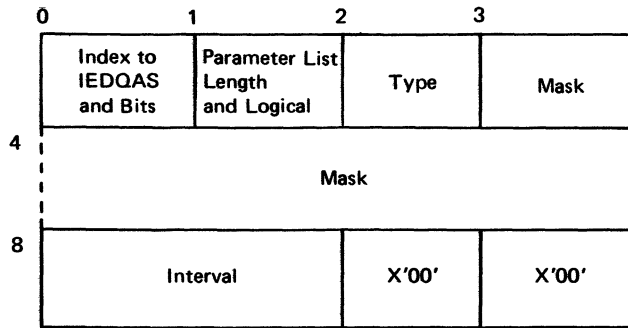 0 1 2 3
Index to
IEDQAS
and Bits
Parameter List
Length
and Logical
Type
Mask
4
Mask
8
Interval
X'00'
X'00'